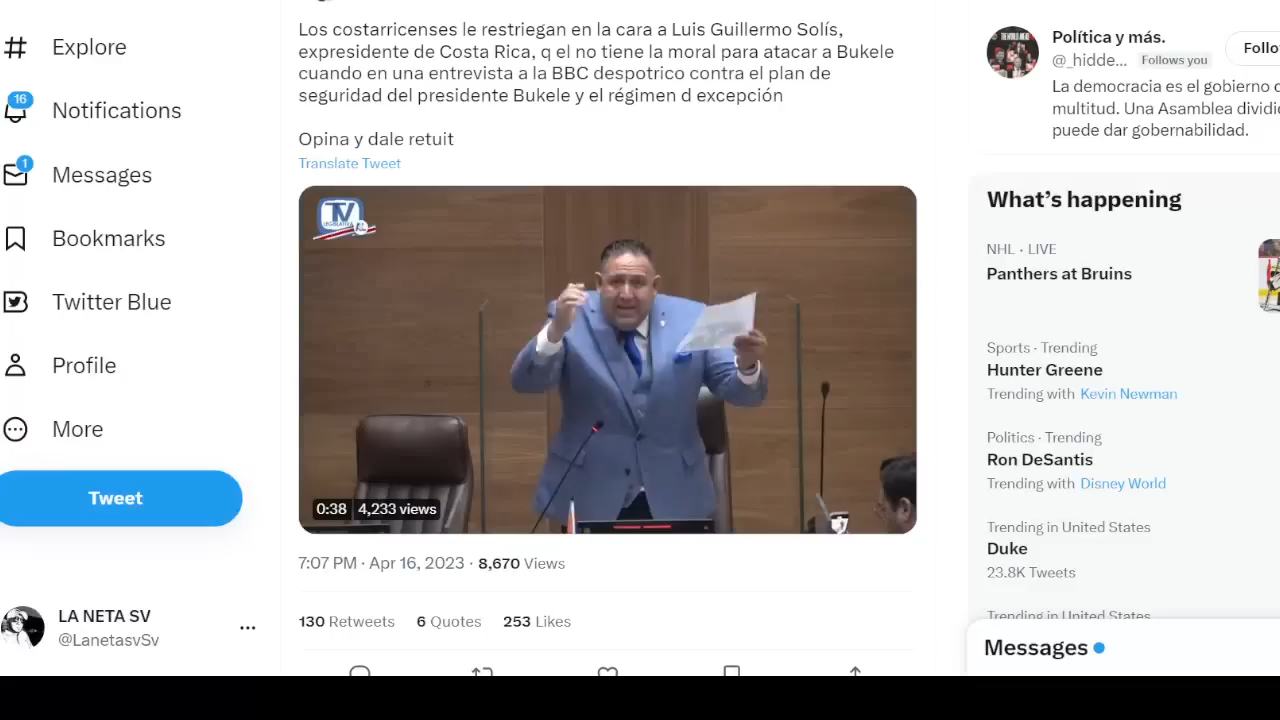 Explore
Notifications
16
Messages
1
Bookmarks
Twitter Blue
Profile
More
Tweet
LA NETA SV
@LanetasvSv
Los costarricenses le restriegan en la cara a Luis Guillermo Solís,
expresidente de Costa Rica, q el no tiene la moral para atacar a Bukele
cuando en una entrevista a la BBC despotrico contra el plan de
seguridad del presidente Bukele y el régimen d excepción
Opina y dale retuit
Translate Tweet
TV
0:38 4,233 views
7:07 PM · Apr 16, 2023 · 8,670 Views
130 Retweets 6 Quotes 253 Likes
Política y más.
@_hidde... Follows you
Follo
La democracia es el gobierno d
multitud. Una Asamblea dividid
puede dar gobernabilidad.
What's happening
NHL · LIVE
Panthers at Bruins
Sports · Trending
Hunter Greene
Trending with Kevin Newman
Politics · Trending
Ron DeSantis
Trending with Disney World
Trending in United States
Duke
23.8K Tweets
Trending in United States
Messages